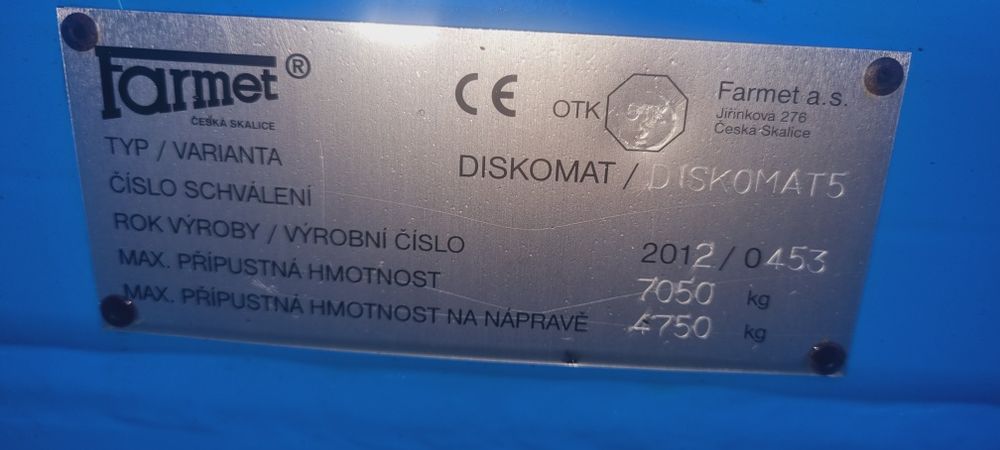 Farmet ®
ČESKÁ SKALICE
CE
OTK
Farmet a.s.
Jiřinkova 276
Česká Skalice
TYP / VARIANTA DISKOMAT / DISKOMAT5
ČÍSLO SCHVÁLENÍ
ROK VÝROBY / VÝROBNÍ ČÍSLO 2012 / 0453
MAX. PŘÍPUSTNÁ HMOTNOST 7050 kg
MAX. PŘÍPUSTNÁ HMOTNOST NA NÁPRAVĚ 4750 kg